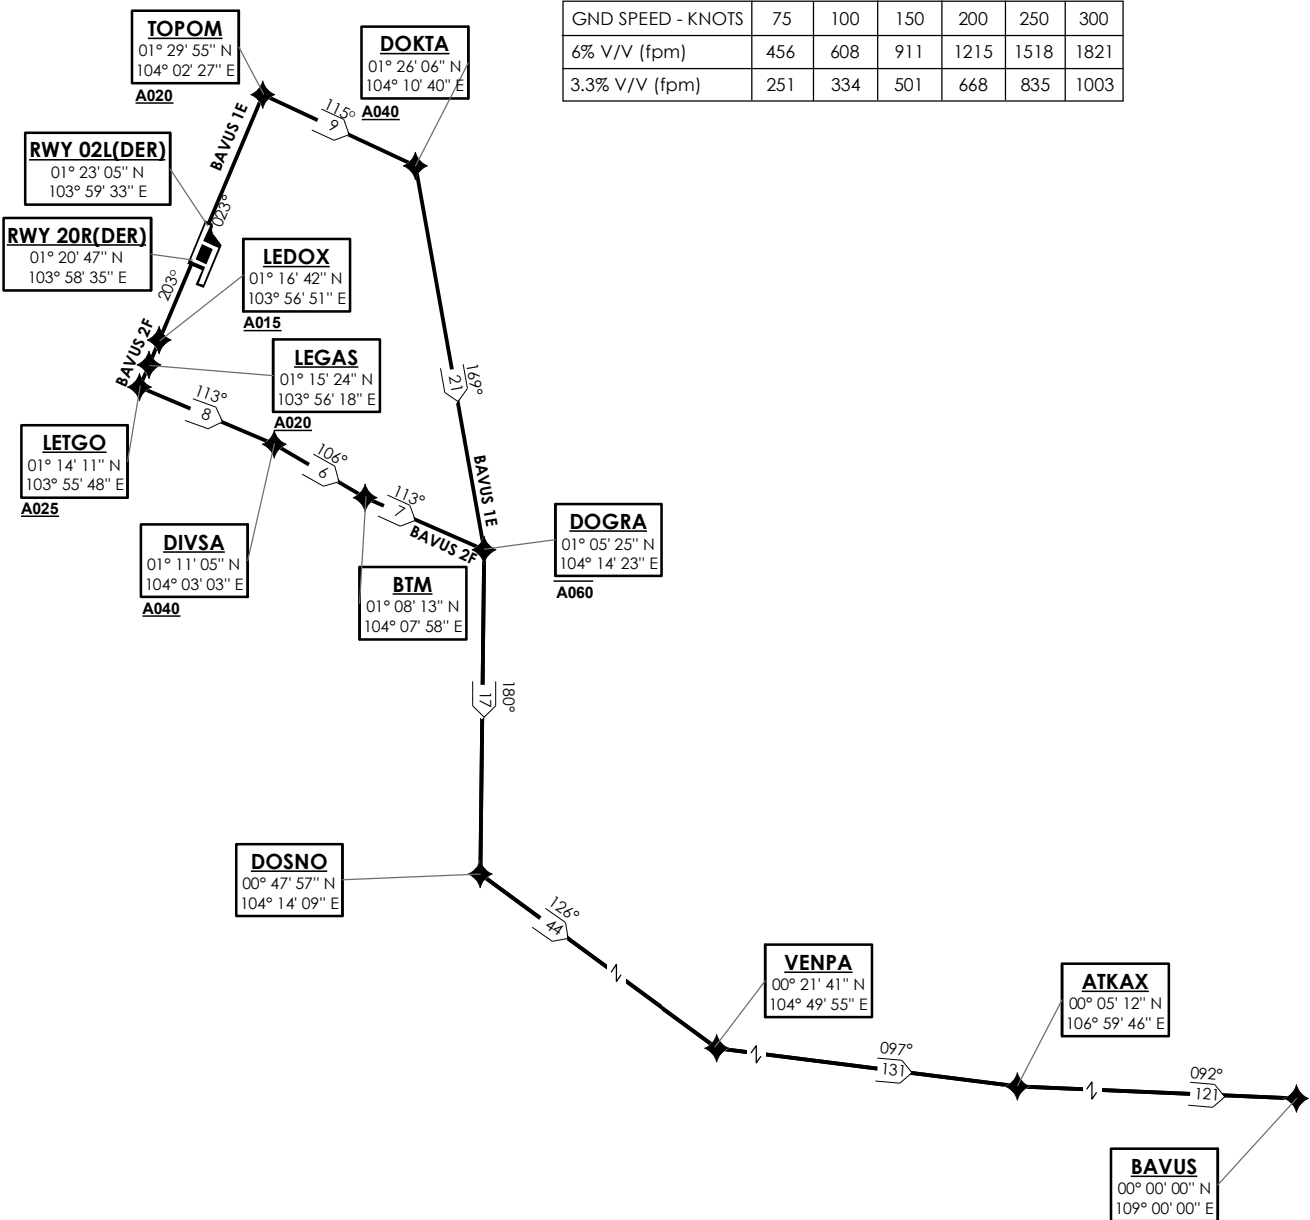 GND SPEED - KNOTS 75 100 150 200 250 300
6% V/V (fpm) 456 608 911 1215 1518 1821
3.3% V/V (fpm) 251 334 501 668 835 1003
TOPOM
01° 29' 55" N
104° 02' 27" E
A020
DOKTA
01° 26' 06" N
104° 10' 40" E
A040
115°
9
BAVUS 1E
RWY 02L(DER)
01° 23' 05" N
103° 59' 33" E
023°
RWY 20R(DER)
01° 20' 47" N
103° 58' 35" E
203°
LEDOX
01° 16' 42" N
103° 56' 51" E
A015
BAVUS 2F
LEGAS
01° 15' 24" N
103° 56' 18" E
A020
169°
21
113°
8
LETGO
01° 14' 11" N
103° 55' 48" E
A025
106°
6
BAVUS 1E
113°
7
BAVUS 2F
DIVSA
01° 11' 05" N
104° 03' 03" E
A040
DOGRA
01° 05' 25" N
104° 14' 23" E
A060
BTM
01° 08' 13" N
104° 07' 58" E
180°
17
DOSNO
00° 47' 57" N
104° 14' 09" E
126°
44
VENPA
00° 21' 41" N
104° 49' 55" E
ATKAX
00° 05' 12" N
106° 59' 46" E
097°
131
092°
121
BAVUS
00° 00' 00" N
109° 00' 00" E